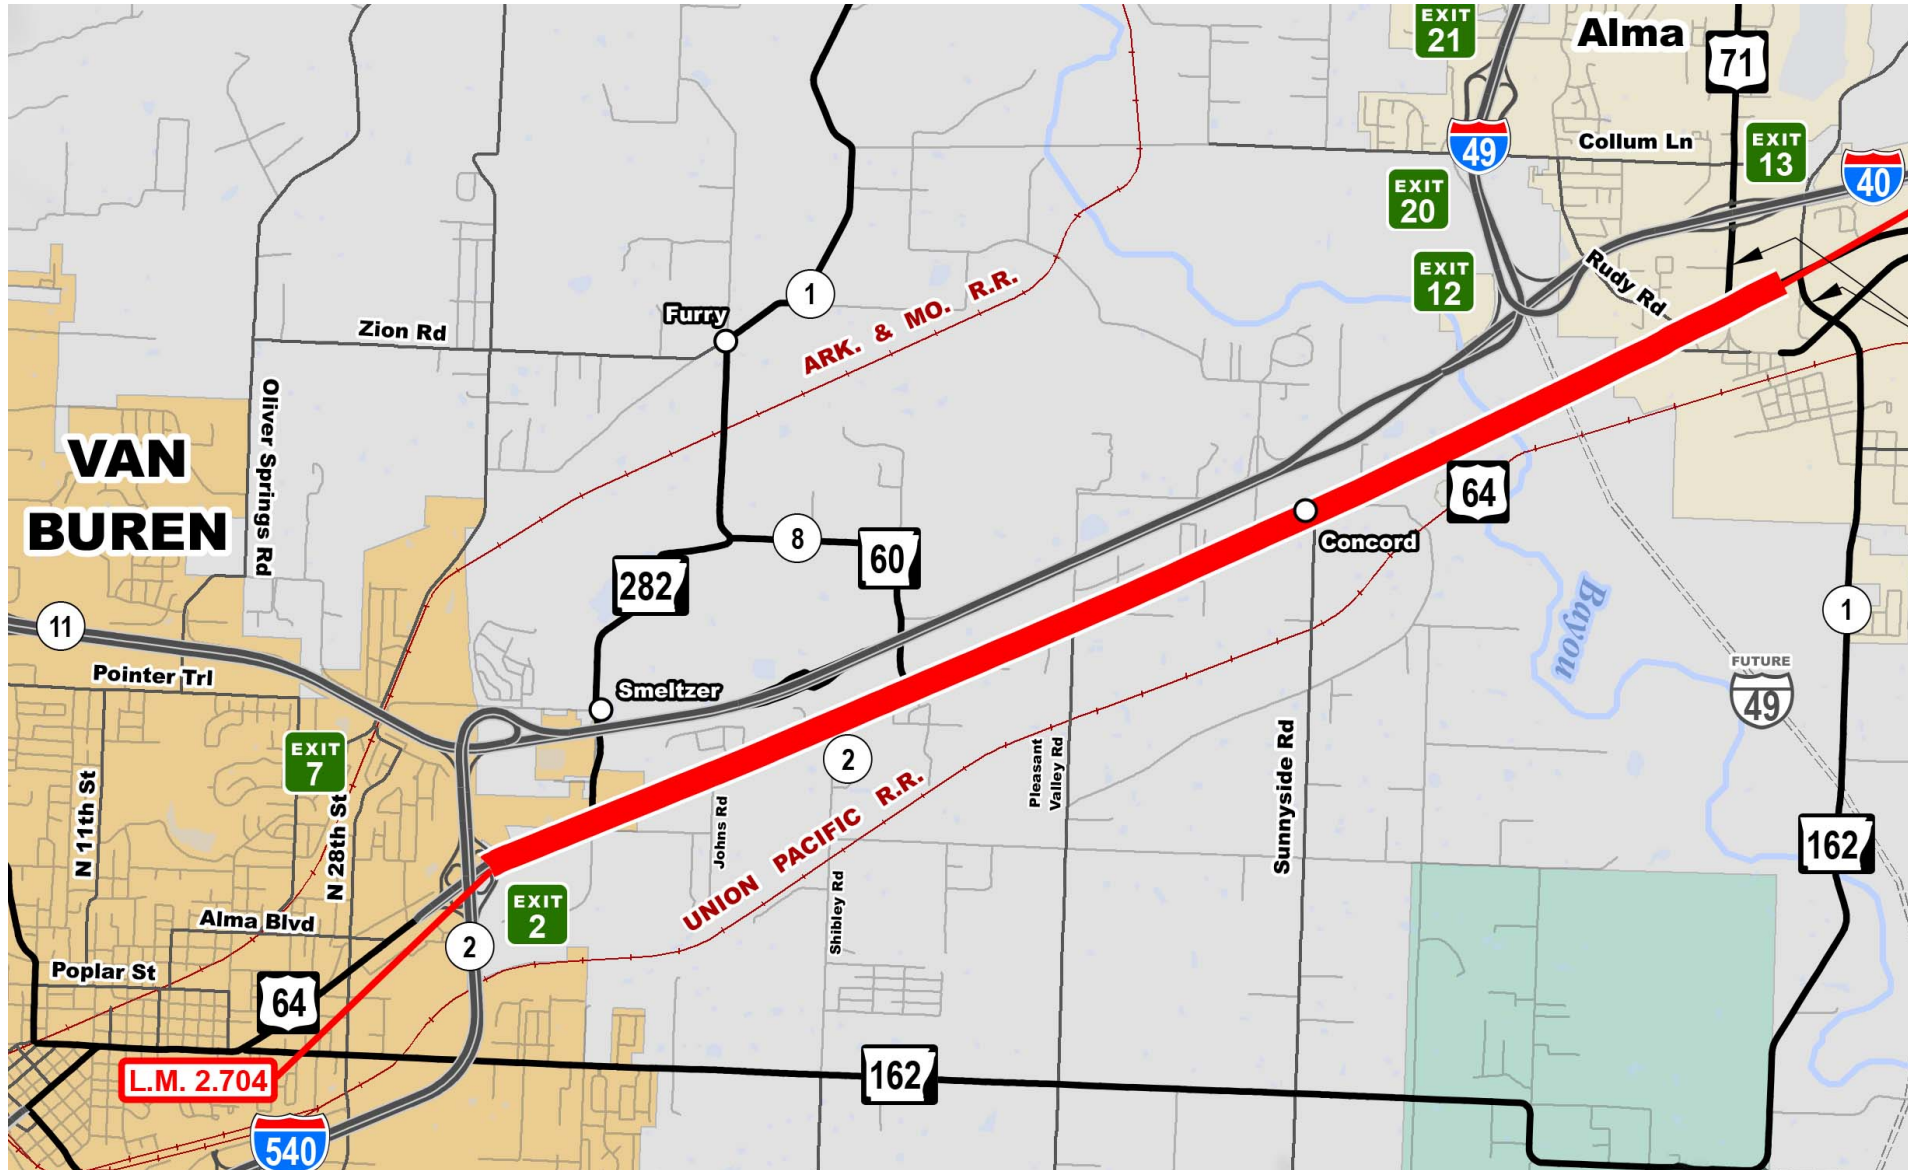 EXIT
21
Alma
71
49
Collum Ln
EXIT
13
40
EXIT
20
EXIT
12
Rudy Rd
1
Furry
ARK. & MO. R.R.
Zion Rd
Oliver Springs Rd
VAN
BUREN
64
Concord
8
60
282
11
Pointer Trl
Smeltzer
Bayou
1
FUTURE
49
EXIT
7
2
Pleasant
Valley Rd
Sunnyside Rd
N 11th St
N 28th St
Johns Rd
UNION PACIFIC R.R.
162
Shibley Rd
EXIT
2
Alma Blvd
2
Poplar St
64
L.M. 2.704
162
540